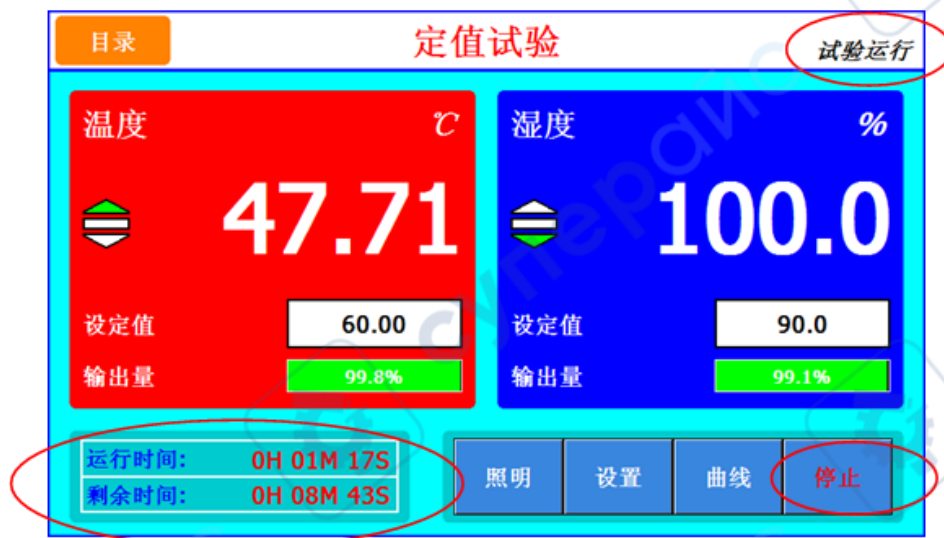 目录 定值试验 试验运行
温度 ℃ 湿度 %
47.71 100.0
设定值 60.00 设定值 90.0
输出量 99.8% 输出量 99.1%
运行时间: 0H 01M 17S
剩余时间: 0H 08M 43S
照明 设置 曲线 停止
суперайс